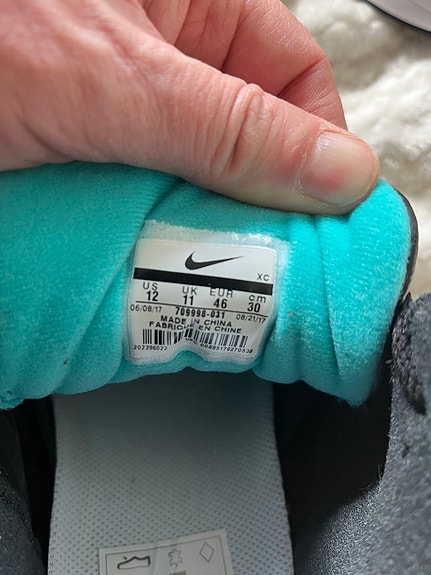 XC
US UK EUR cm
12 11 46 30
06/08/17 709998-031 08/21/17
MADE IN CHINA
FABRIQUÉ EN CHINE